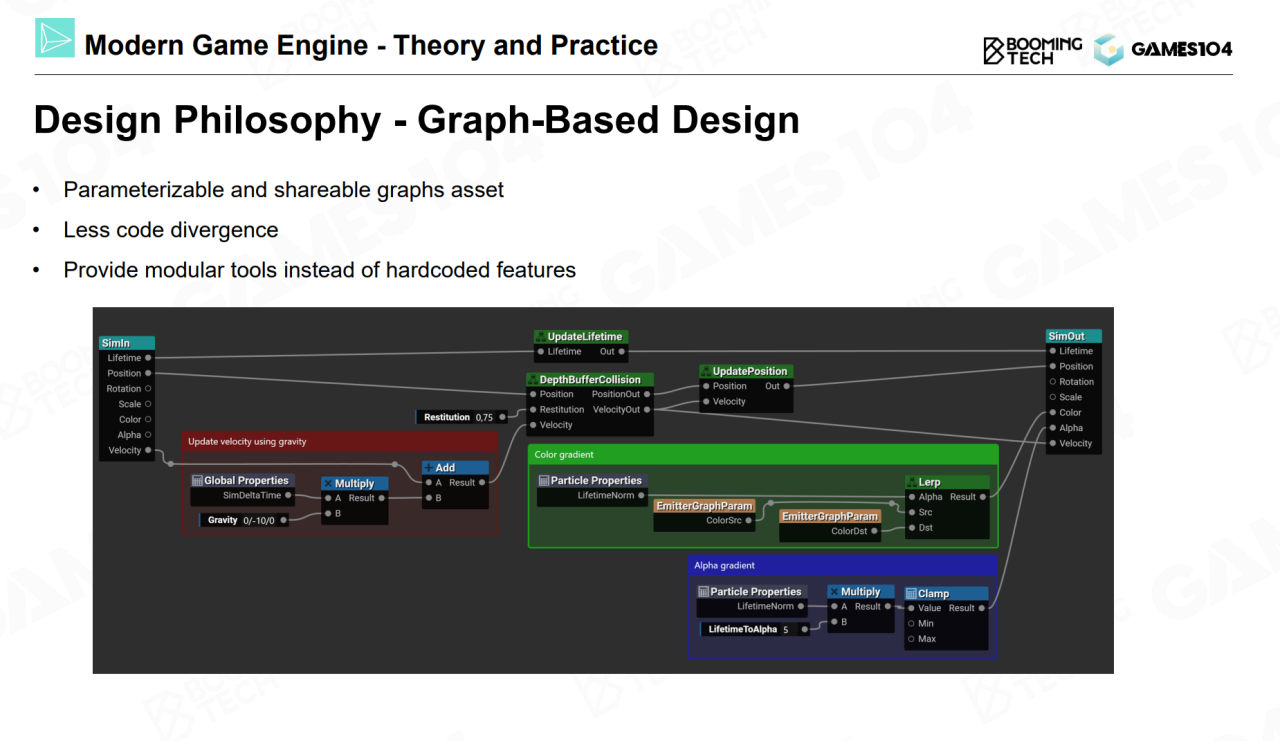 Modern Game Engine - Theory and Practice
BOOMING
TECH
GAMES104
Design Philosophy - Graph-Based Design
• Parameterizable and shareable graphs asset
• Less code divergence
• Provide modular tools instead of hardcoded features
SimIn
Lifetime
Position
Rotation
Scale
Color
Alpha
Velocity
Update velocity using gravity
Global Properties
SimDeltaTime
Gravity 0/-10/0
Multiply
A Result
B
Add
A Result
B
Restitution 0,75
UpdateLifetime
Lifetime Out
DepthBufferCollision
Position PositionOut
Restitution VelocityOut
Velocity
UpdatePosition
Position Out
Velocity
Color gradient
Particle Properties
LifetimeNorm
EmitterGraphParam
ColorSrc
EmitterGraphParam
ColorDst
Lerp
Alpha Result
Src
Dst
Alpha gradient
Particle Properties
LifetimeNorm
LifetimeToAlpha 5
Multiply
A Result
B
Clamp
Value Result
Min
Max
SimOut
Lifetime
Position
Rotation
Scale
Color
Alpha
Velocity